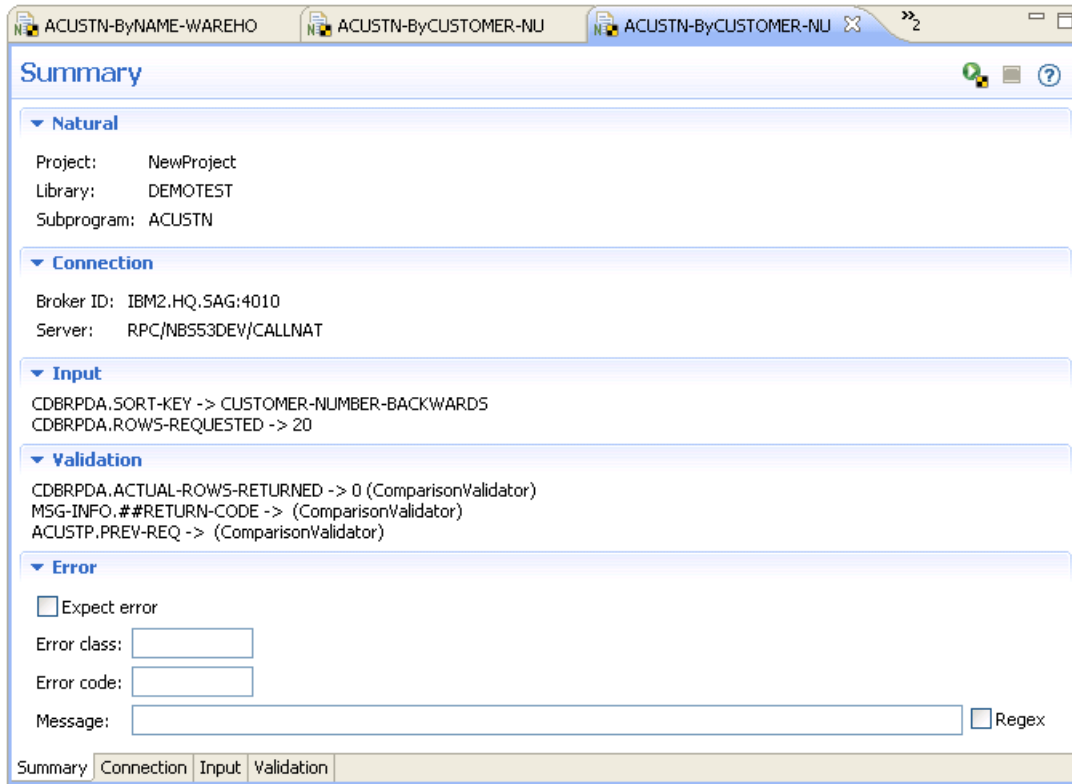 ACUSTN-ByNAME-WAREHO ACUSTN-ByCUSTOMER-NU ACUSTN-ByCUSTOMER-NU »2
Summary
Natural
Project: NewProject
Library: DEMOTEST
Subprogram: ACUSTN
Connection
Broker ID: IBM2.HQ.SAG:4010
Server: RPC/NBS53DEV/CALLNAT
Input
CDBRPDA.SORT-KEY -> CUSTOMER-NUMBER-BACKWARDS
CDBRPDA.ROWS-REQUESTED -> 20
Validation
CDBRPDA.ACTUAL-ROWS-RETURNED -> 0 (ComparisonValidator)
MSG-INFO.##RETURN-CODE -> (ComparisonValidator)
ACUSTP.PREV-REQ -> (ComparisonValidator)
Error
Expect error
Error class:
Error code:
Message: Regex
Summary Connection Input Validation